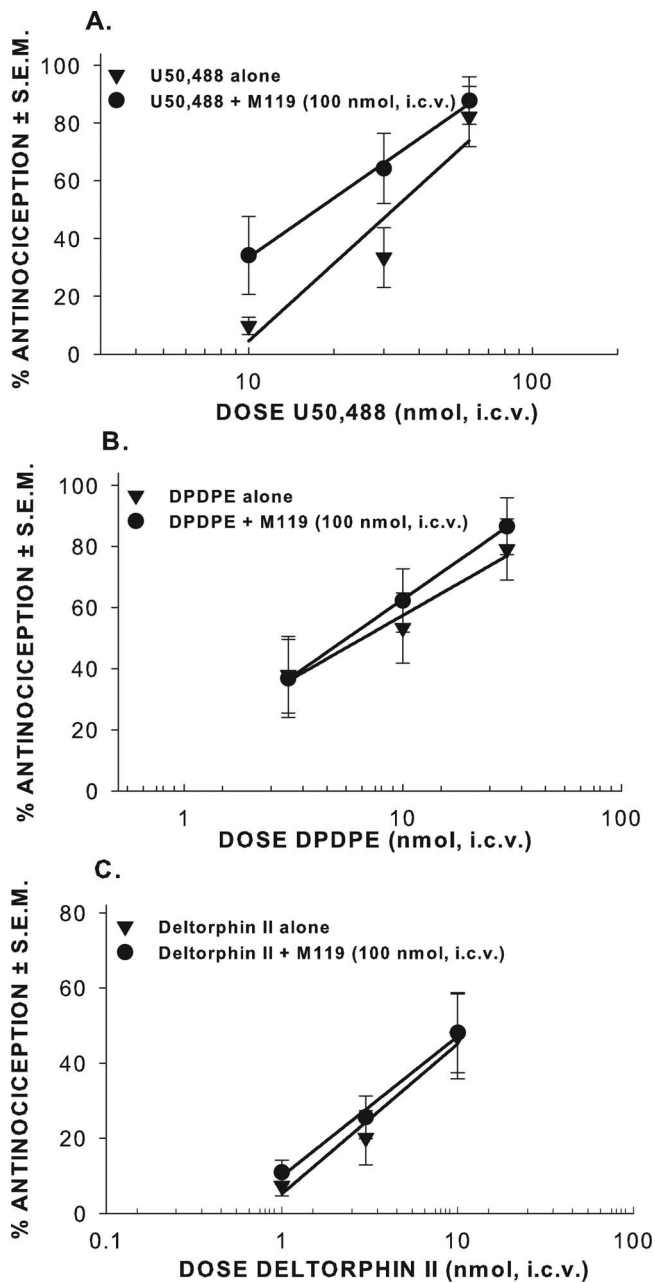 A.
% ANTINOCICEPTION ± S.E.M.
100
80
60
40
20
0
U50,488 alone
U50,488 + M119 (100 nmol, i.c.v.)
10
100
DOSE U50,488 (nmol, i.c.v.)
B.
% ANTINOCICEPTION ± S.E.M.
100
80
60
40
20
0
DPDPE alone
DPDPE + M119 (100 nmol, i.c.v.)
1
10
100
DOSE DPDPE (nmol, i.c.v.)
C.
% ANTINOCICEPTION ± S.E.M.
80
60
40
20
0
Deltorphin II alone
Deltorphin II + M119 (100 nmol, i.c.v.)
0.1
1
10
100
DOSE DELTORPHIN II (nmol, i.c.v.)